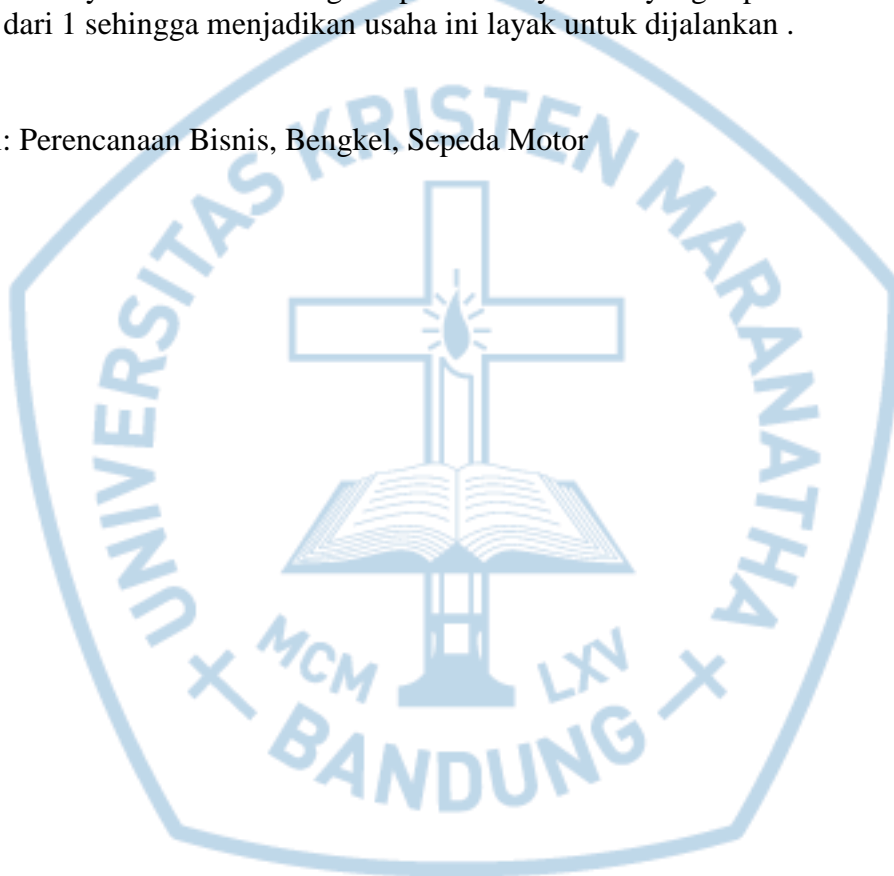 dari 1 sehingga menjadikan usaha ini layak untuk dijalankan .
: Perencanaan Bisnis, Bengkel, Sepeda Motor
UNIVERSITAS KRISTEN MARANATHA
MCM LXV
BANDUNG